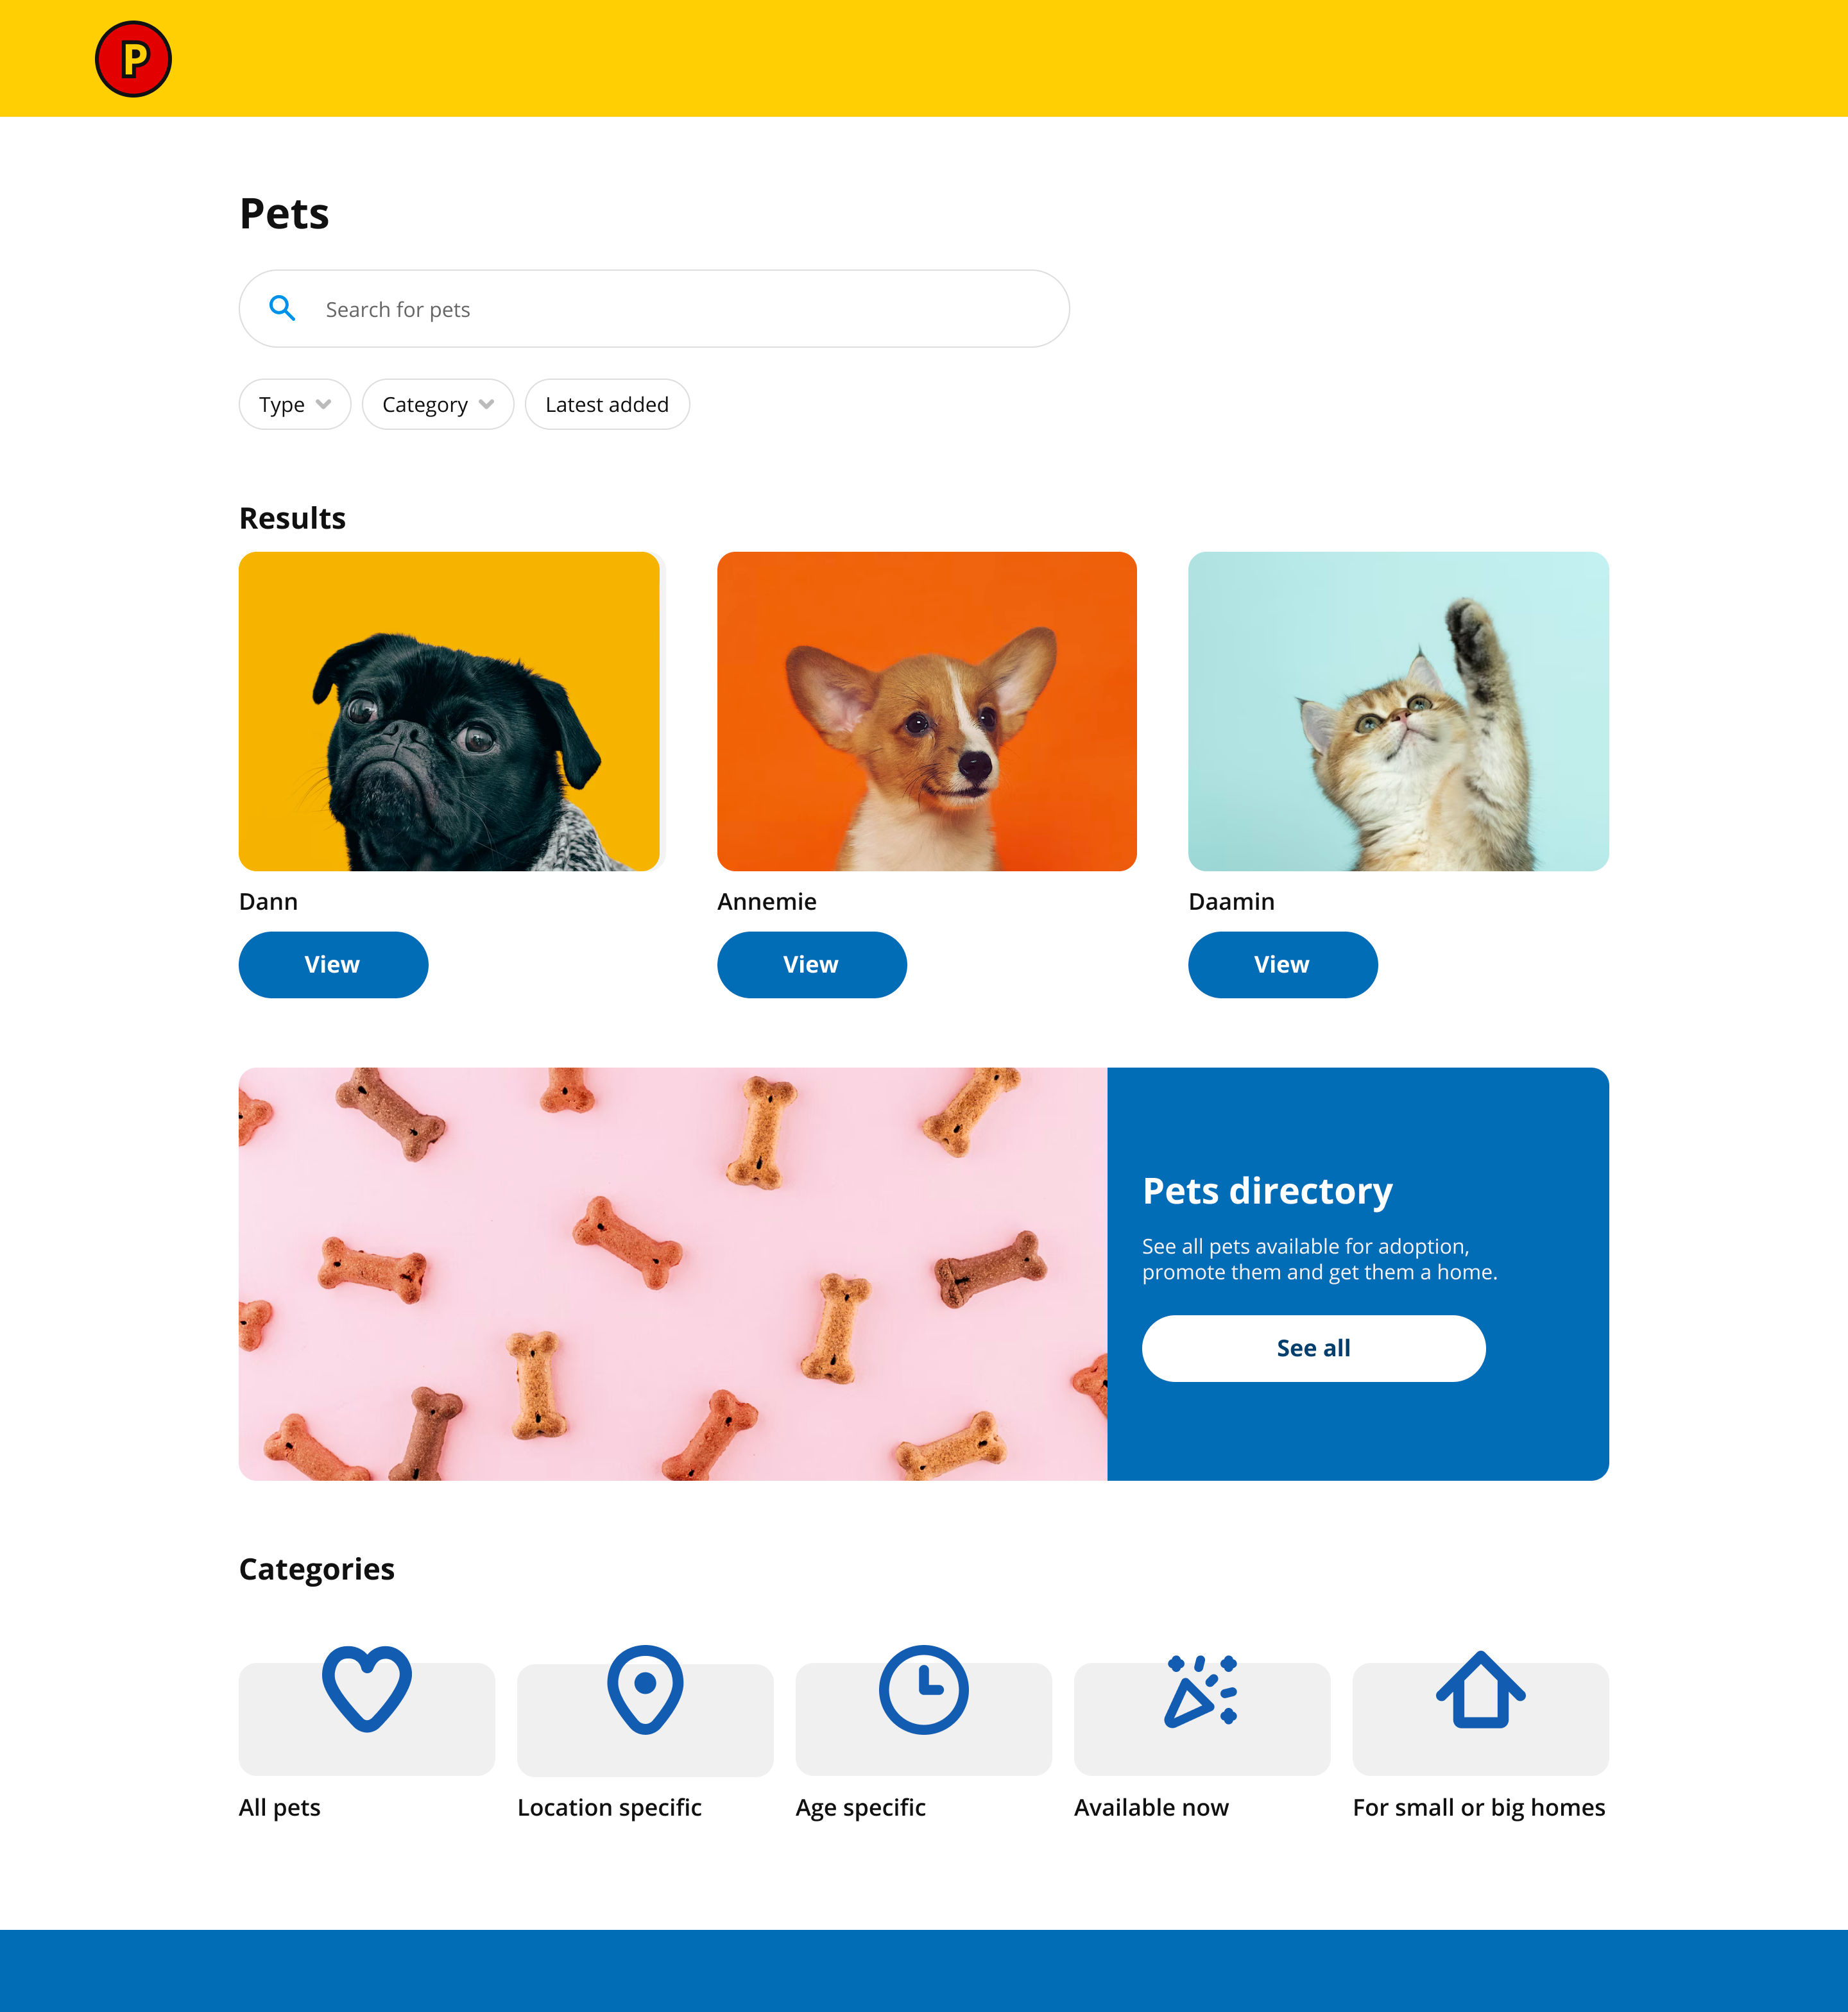 P
Pets
Search for pets
Type
Category
Latest added
Results
Dann
Annemie
Daamin
View
View
View
Pets directory
See all pets available for adoption,
promote them and get them a home.
See all
Categories
All pets
Location specific
Age specific
Available now
For small or big homes